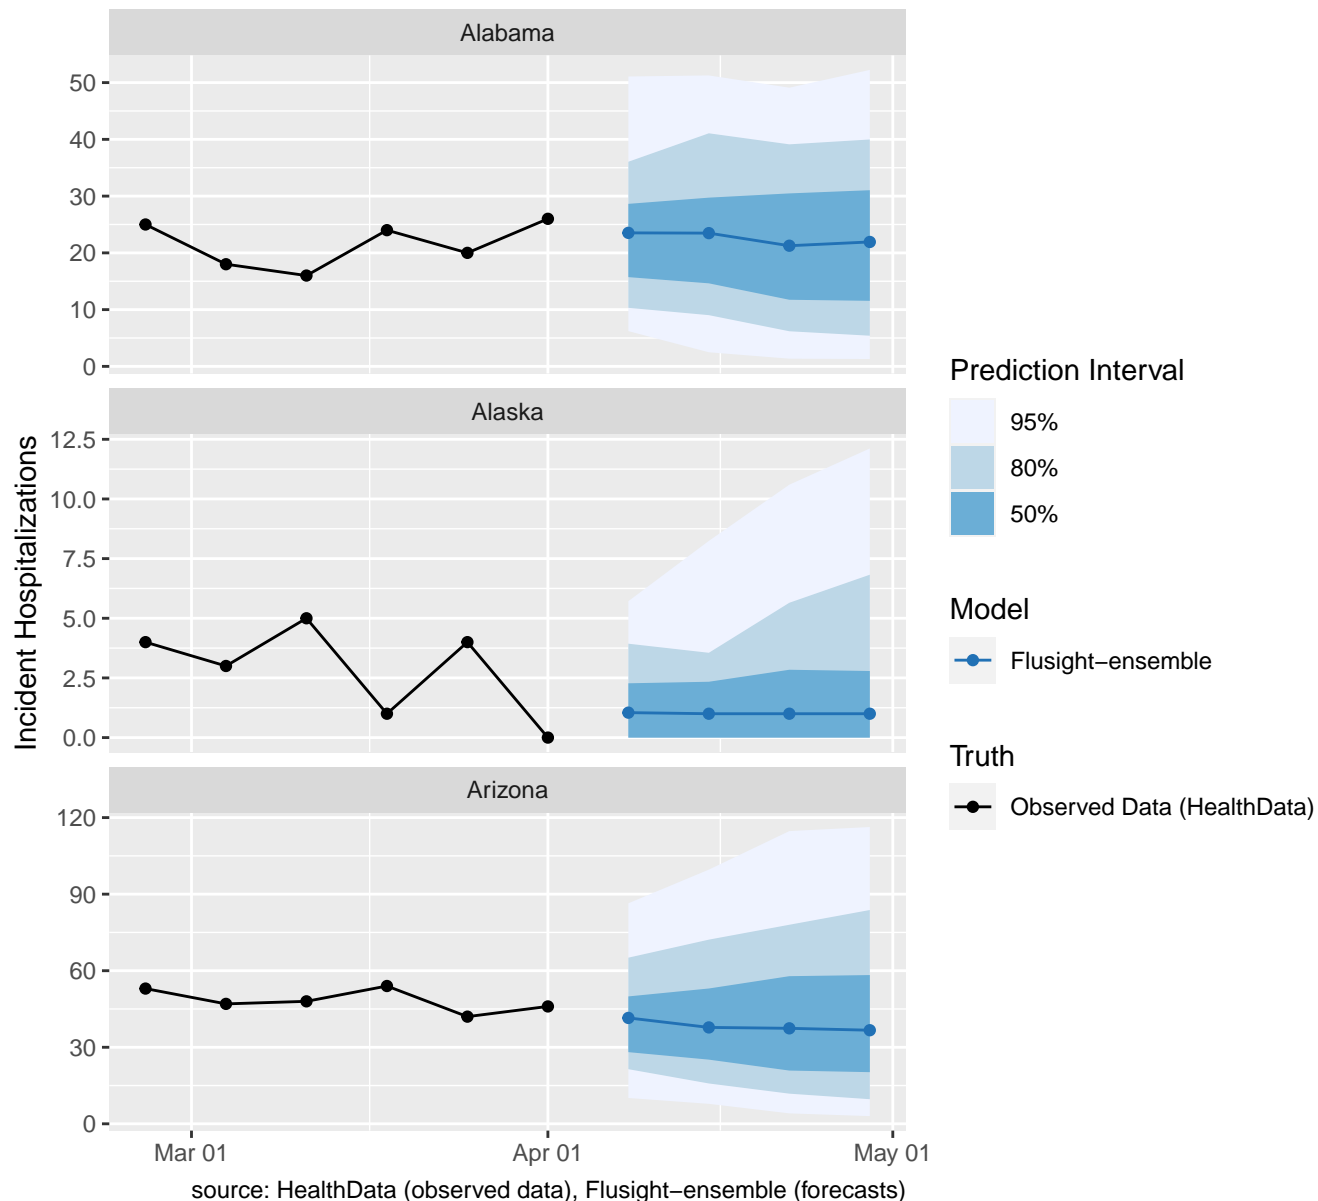 Alabama
50
40
30
20
10
0
Alaska
12.5
10.0
7.5
5.0
2.5
0.0
Arizona
120
90
60
30
0
Mar 01 Apr 01 May 01
Incident Hospitalizations
source: HealthData (observed data), Flusight−ensemble (forecasts)
Prediction Interval
95%
80%
50%
Model
Flusight−ensemble
Truth
Observed Data (HealthData)